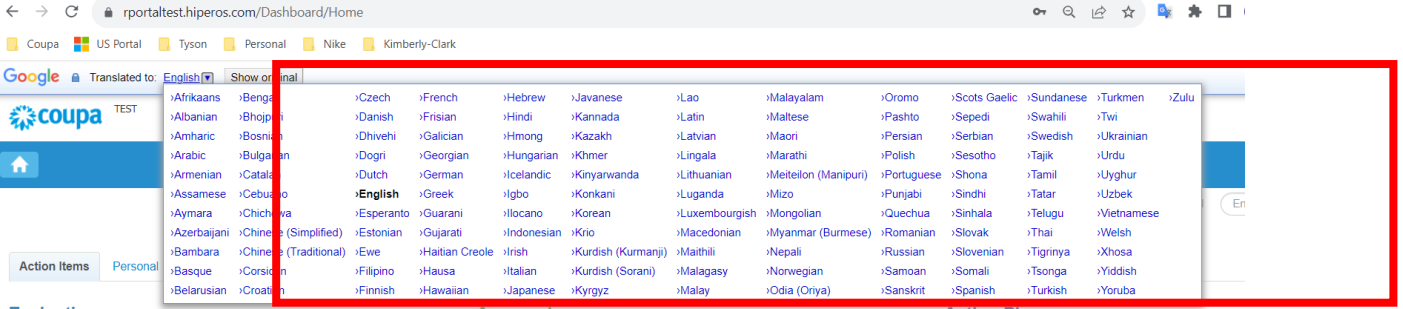 rportaltest.hiperos.com/Dashboard/Home
Coupa US Portal Tyson Personal Nike Kimberly-Clark
Google Translated to: English Show original
coupa TEST
›Afrikaans ›Bengali ›Czech ›French ›Hebrew ›Javanese ›Lao ›Malayalam ›Oromo ›Scots Gaelic ›Sundanese ›Turkmen ›Zulu
›Albanian ›Bhojpuri ›Danish ›Frisian ›Hindi ›Kannada ›Latin ›Maltese ›Pashto ›Sepedi ›Swahili ›Twi
›Amharic ›Bosnian ›Dhivehi ›Galician ›Hmong ›Kazakh ›Latvian ›Maori ›Persian ›Serbian ›Swedish ›Ukrainian
›Arabic ›Bulgarian ›Dogri ›Georgian ›Hungarian ›Khmer ›Lingala ›Marathi ›Polish ›Sesotho ›Tajik ›Urdu
›Armenian ›Catalan ›Dutch ›German ›Icelandic ›Kinyarwanda ›Lithuanian ›Meiteilon (Manipuri) ›Portuguese ›Shona ›Tamil ›Uyghur
›Assamese ›Cebuano ›English ›Greek ›Igbo ›Konkani ›Luganda ›Mizo ›Punjabi ›Sindhi ›Tatar ›Uzbek
›Aymara ›Chichewa ›Esperanto ›Guarani ›Ilocano ›Korean ›Luxembourgish ›Mongolian ›Quechua ›Sinhala ›Telugu ›Vietnamese
›Azerbaijani ›Chinese (Simplified) ›Estonian ›Gujarati ›Indonesian ›Krio ›Macedonian ›Myanmar (Burmese) ›Romanian ›Slovak ›Thai ›Welsh
›Bambara ›Chinese (Traditional) ›Ewe ›Haitian Creole ›Irish ›Kurdish (Kurmanji) ›Maithili ›Nepali ›Russian ›Slovenian ›Tigrinya ›Xhosa
›Basque ›Corsican ›Filipino ›Hausa ›Italian ›Kurdish (Sorani) ›Malagasy ›Norwegian ›Samoan ›Somali ›Tsonga ›Yiddish
›Belarusian ›Croatian ›Finnish ›Hawaiian ›Japanese ›Kyrgyz ›Malay ›Odia (Oriya) ›Sanskrit ›Spanish ›Turkish ›Yoruba
Action Items Personal